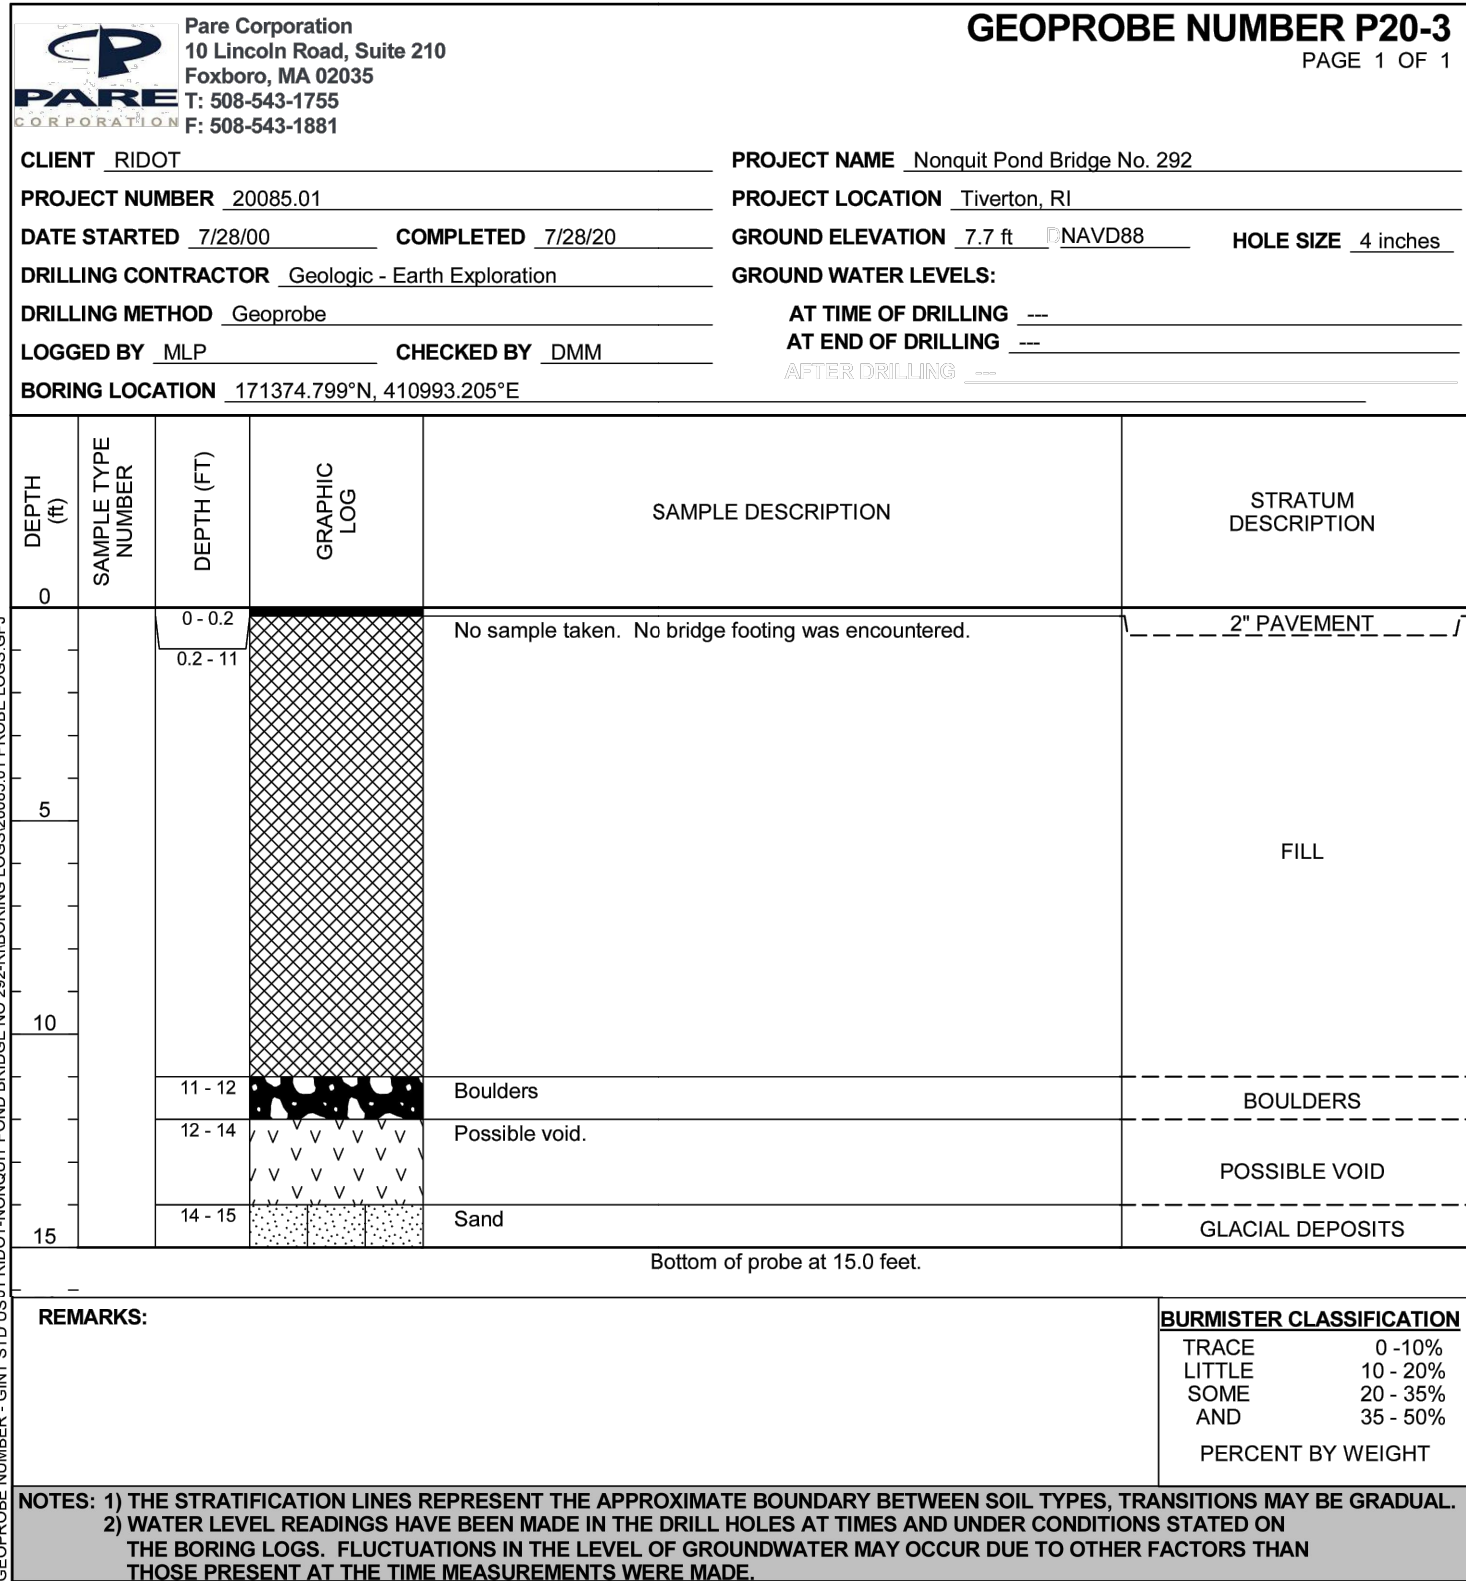 Pare Corporation
10 Lincoln Road, Suite 210
Foxboro, MA 02035
T: 508-543-1755
F: 508-543-1881
PARE
CORPORATION
GEOPROBE NUMBER P20-3
PAGE 1 OF 1
CLIENT RIDOT
PROJECT NAME Nonquit Pond Bridge No. 292
PROJECT NUMBER 20085.01
PROJECT LOCATION Tiverton, RI
DATE STARTED 7/28/00 COMPLETED 7/28/20
GROUND ELEVATION 7.7 ft NAVD88 HOLE SIZE 4 inches
DRILLING CONTRACTOR Geologic - Earth Exploration
GROUND WATER LEVELS:
DRILLING METHOD Geoprobe
AT TIME OF DRILLING ---
LOGGED BY MLP CHECKED BY DMM
AT END OF DRILLING ---
AFTER DRILLING ---
BORING LOCATION 171374.799°N, 410993.205°E
DEPTH
(ft)
SAMPLE TYPE
NUMBER
DEPTH (FT)
GRAPHIC
LOG
SAMPLE DESCRIPTION
STRATUM
DESCRIPTION
0
0 - 0.2
2" PAVEMENT
No sample taken. No bridge footing was encountered.
0.2 - 11
5
FILL
10
11 - 12
Boulders
BOULDERS
12 - 14
Possible void.
POSSIBLE VOID
14 - 15
Sand
GLACIAL DEPOSITS
15
Bottom of probe at 15.0 feet.
REMARKS:
BURMISTER CLASSIFICATION
TRACE 0 -10%
LITTLE 10 - 20%
SOME 20 - 35%
AND 35 - 50%
PERCENT BY WEIGHT
NOTES: 1) THE STRATIFICATION LINES REPRESENT THE APPROXIMATE BOUNDARY BETWEEN SOIL TYPES, TRANSITIONS MAY BE GRADUAL.
2) WATER LEVEL READINGS HAVE BEEN MADE IN THE DRILL HOLES AT TIMES AND UNDER CONDITIONS STATED ON
THE BORING LOGS. FLUCTUATIONS IN THE LEVEL OF GROUNDWATER MAY OCCUR DUE TO OTHER FACTORS THAN
THOSE PRESENT AT THE TIME MEASUREMENTS WERE MADE.